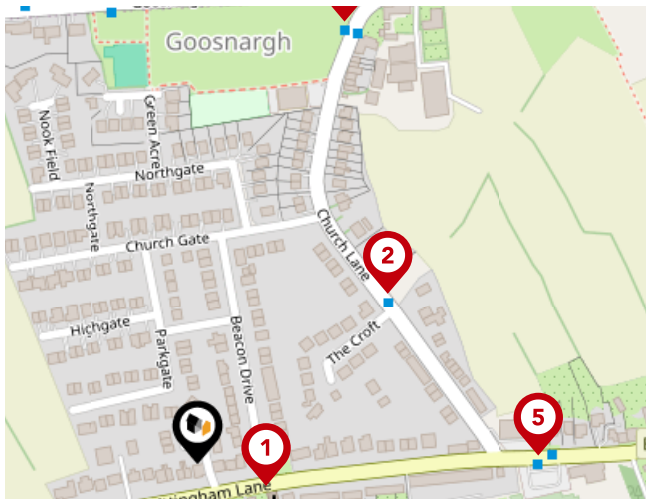 Goosnargh
Nook Field
Green Acre
Northgate
Northgate
Church Lane
Church Gate
2
Highgate
Parkgate
Beacon Drive
The Croft
5
1
Lane